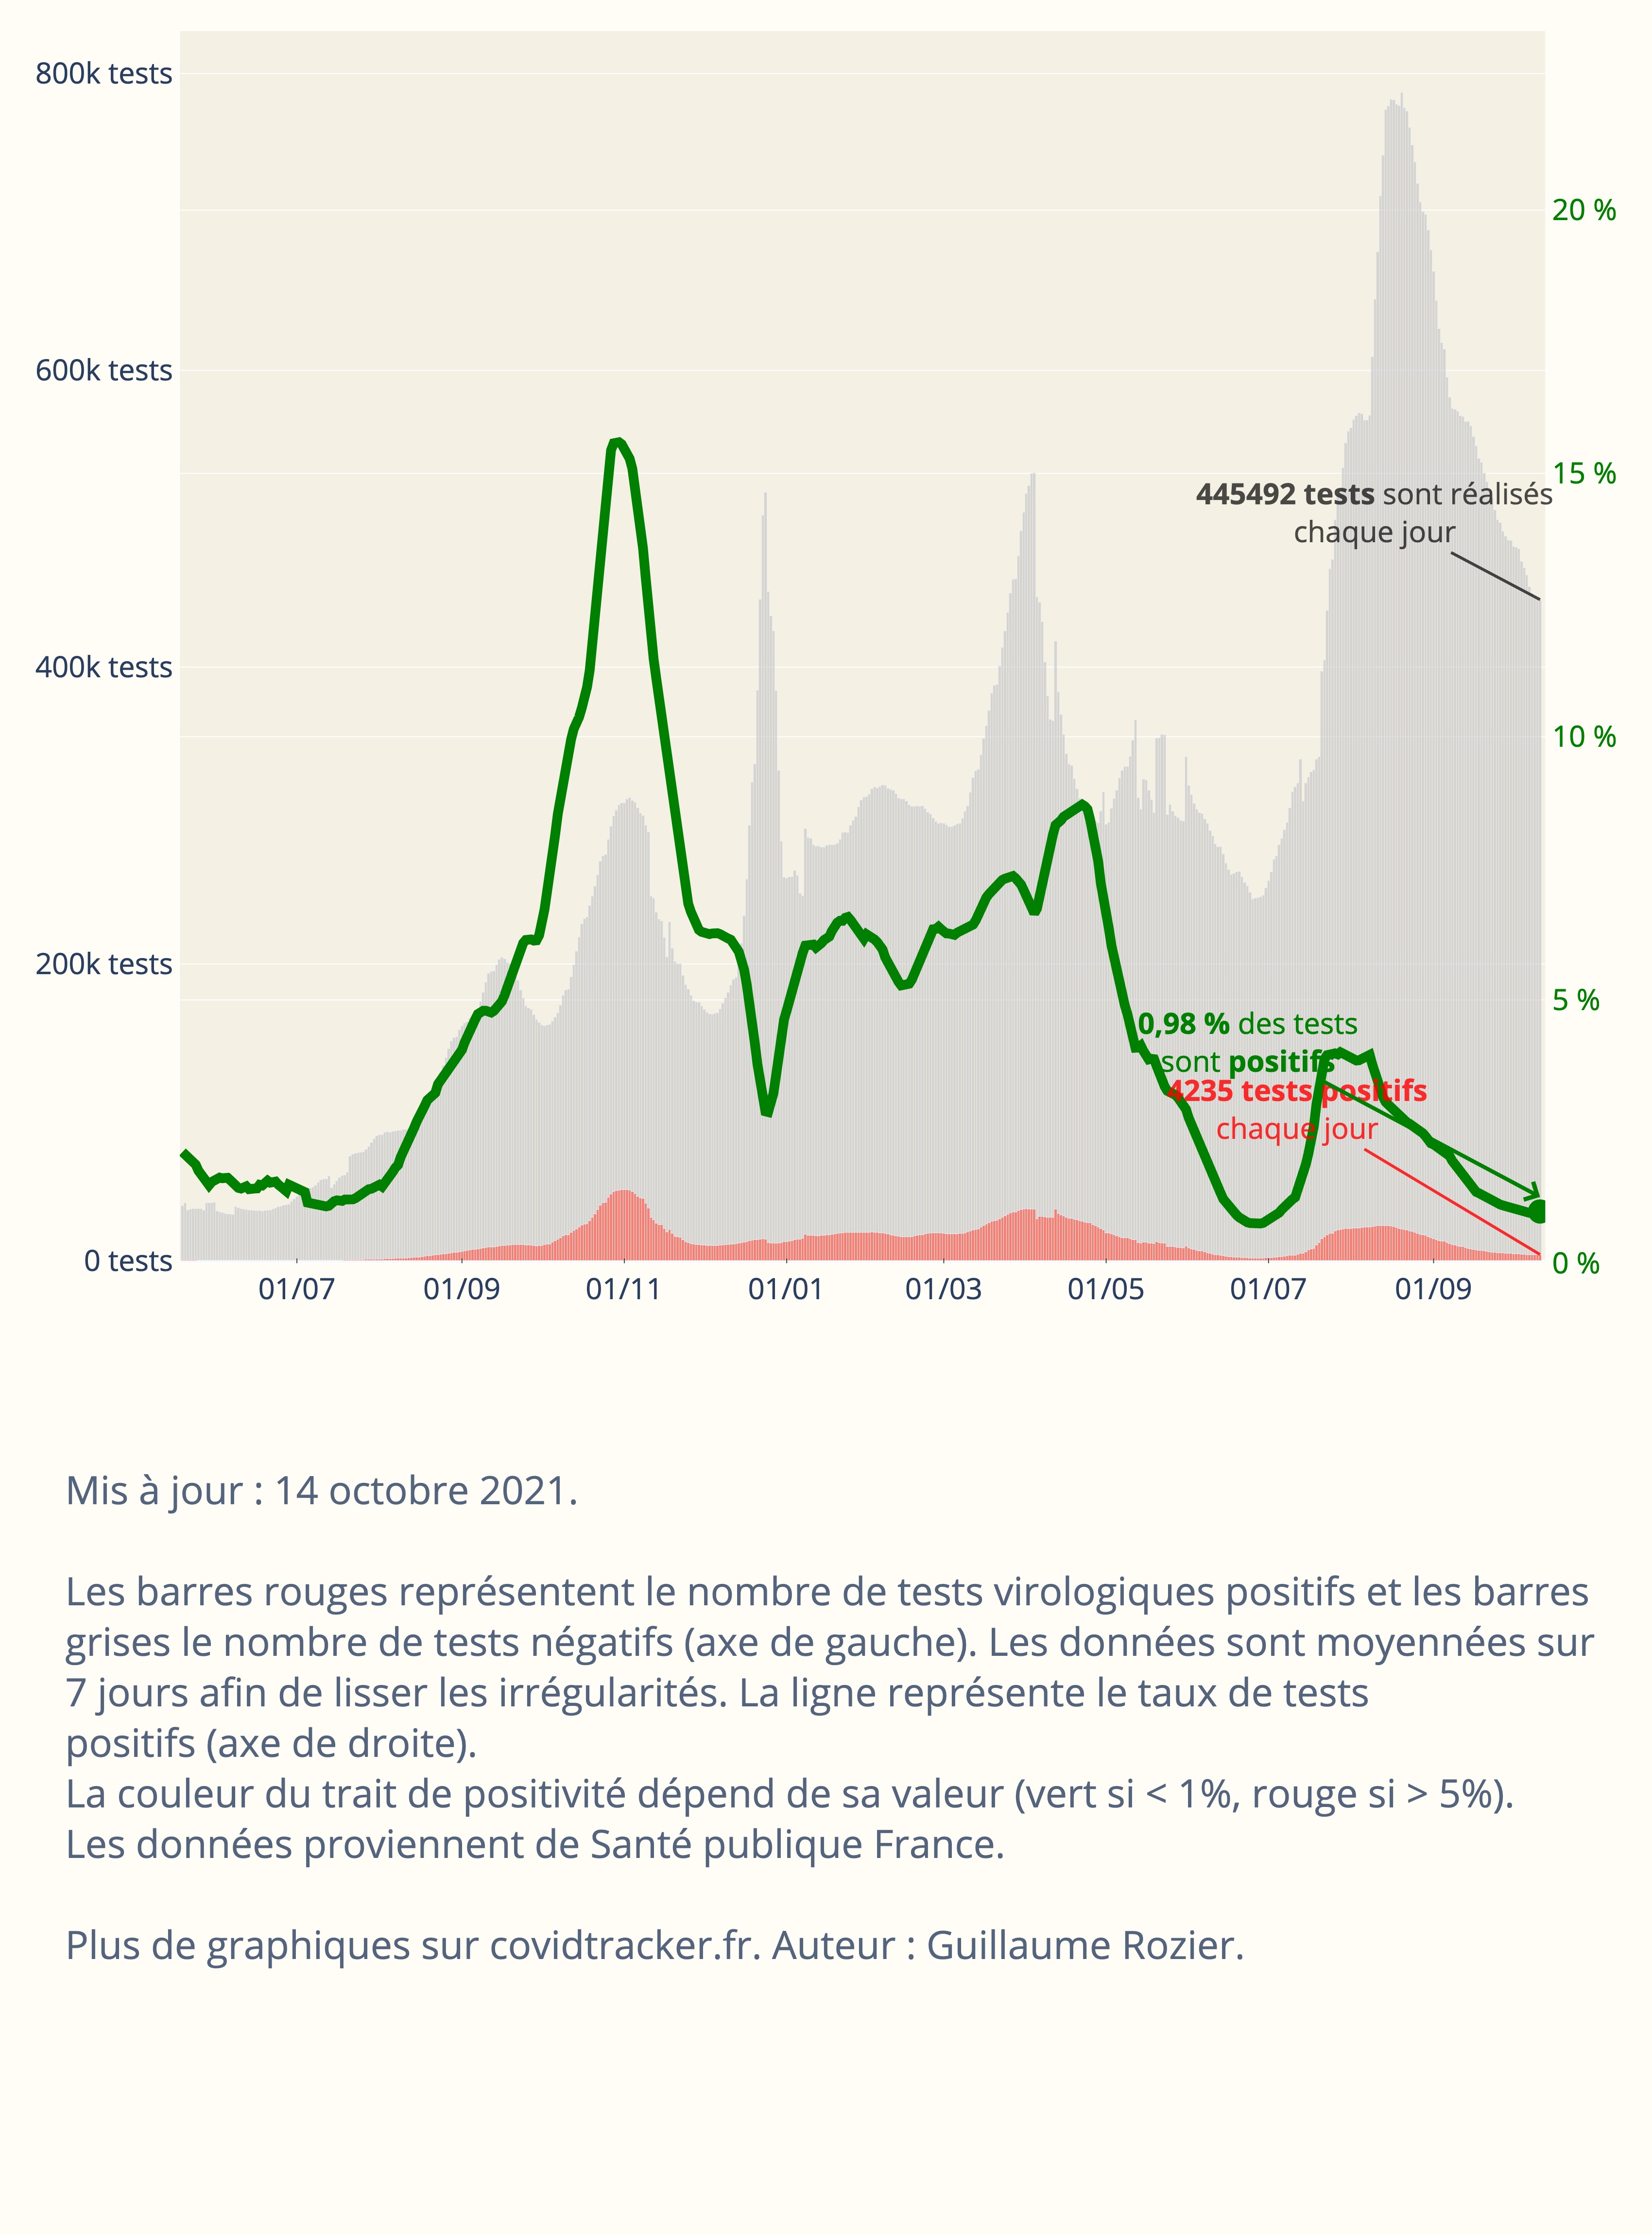 800k tests
20 %
600k tests
15 %
445492 tests sont réalisés
chaque jour
400k tests
10 %
200k tests
5 %
0,98 % des tests
sont positifs
4235 tests positifs
chaque jour
0 tests
0 %
01/07 01/09 01/11 01/01 01/03 01/05 01/07 01/09
Mis à jour : 14 octobre 2021.
Les barres rouges représentent le nombre de tests virologiques positifs et les barres
grises le nombre de tests négatifs (axe de gauche). Les données sont moyennées sur
7 jours afin de lisser les irrégularités. La ligne représente le taux de tests
positifs (axe de droite).
La couleur du trait de positivité dépend de sa valeur (vert si < 1%, rouge si > 5%).
Les données proviennent de Santé publique France.
Plus de graphiques sur covidtracker.fr. Auteur : Guillaume Rozier.